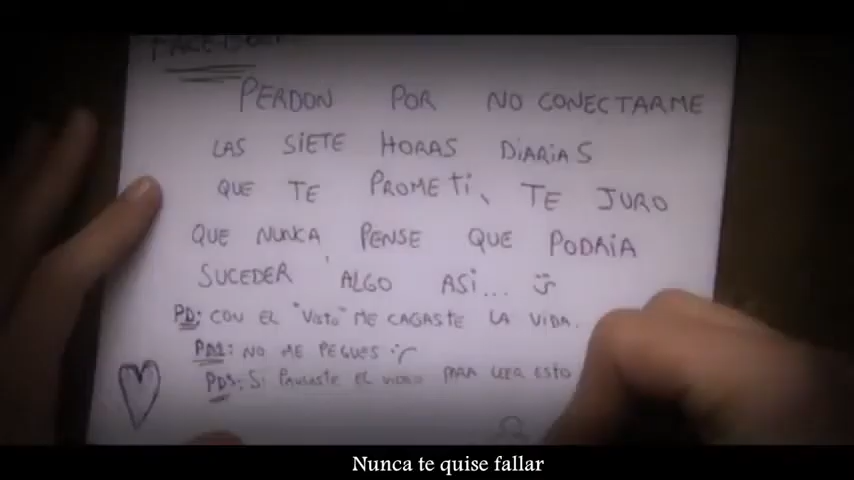 FACEBOOK:
PERDON POR NO CONECTARME
LAS SIETE HORAS DIARIAS
QUE TE PROMETI, TE JURO
QUE NUNCA PENSE QUE PODRIA
SUCEDER ALGO ASI... :(
PD: CON EL "Visto" ME CAGASTE LA VIDA.
PD2: NO ME PEGUES :(
PD3: Si PAUSASTE EL VIDEO PARA LEER ESTO
Nunca te quise fallar